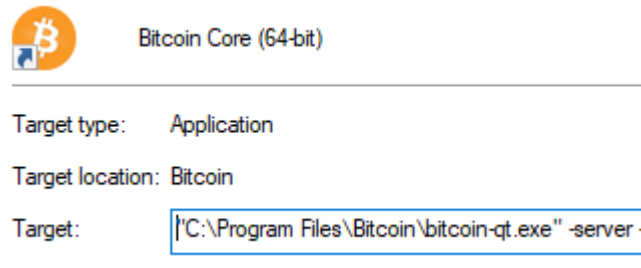 Bitcoin Core (64-bit)
Target type: Application
Target location: Bitcoin
Target: "C:\Program Files\Bitcoin\bitcoin-qt.exe" -server -